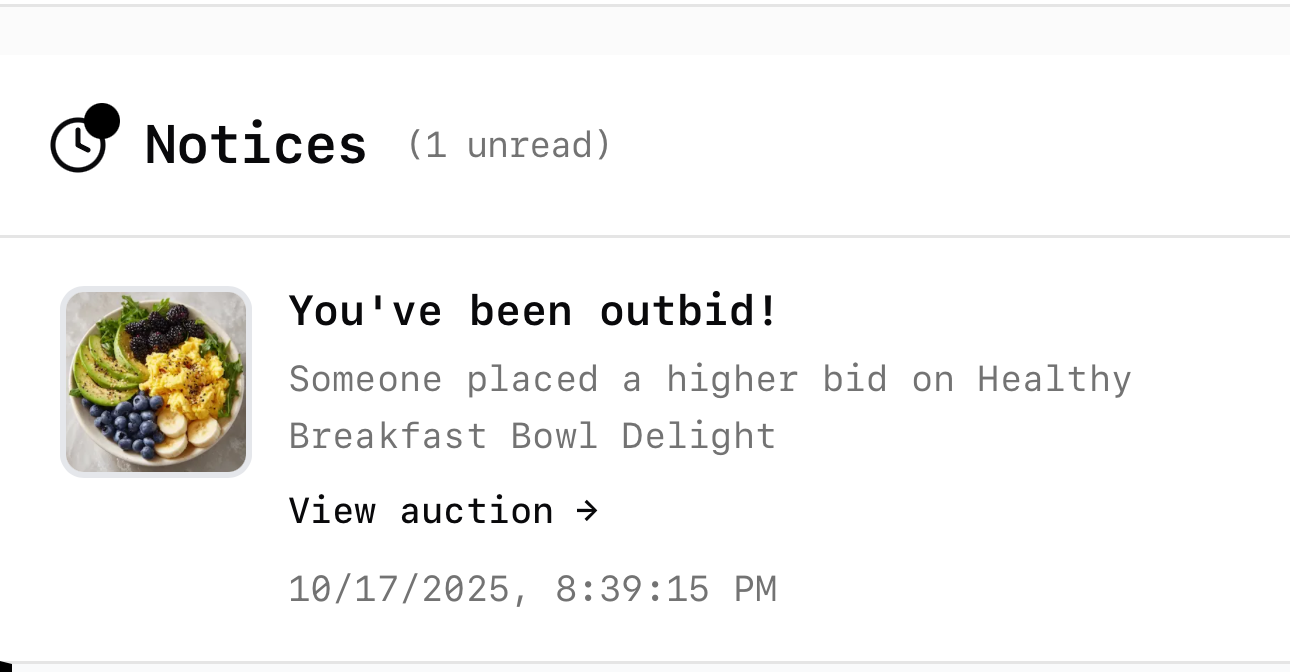 Notices (1 unread)
You've been outbid!
Someone placed a higher bid on Healthy
Breakfast Bowl Delight
View auction →
10/17/2025, 8:39:15 PM